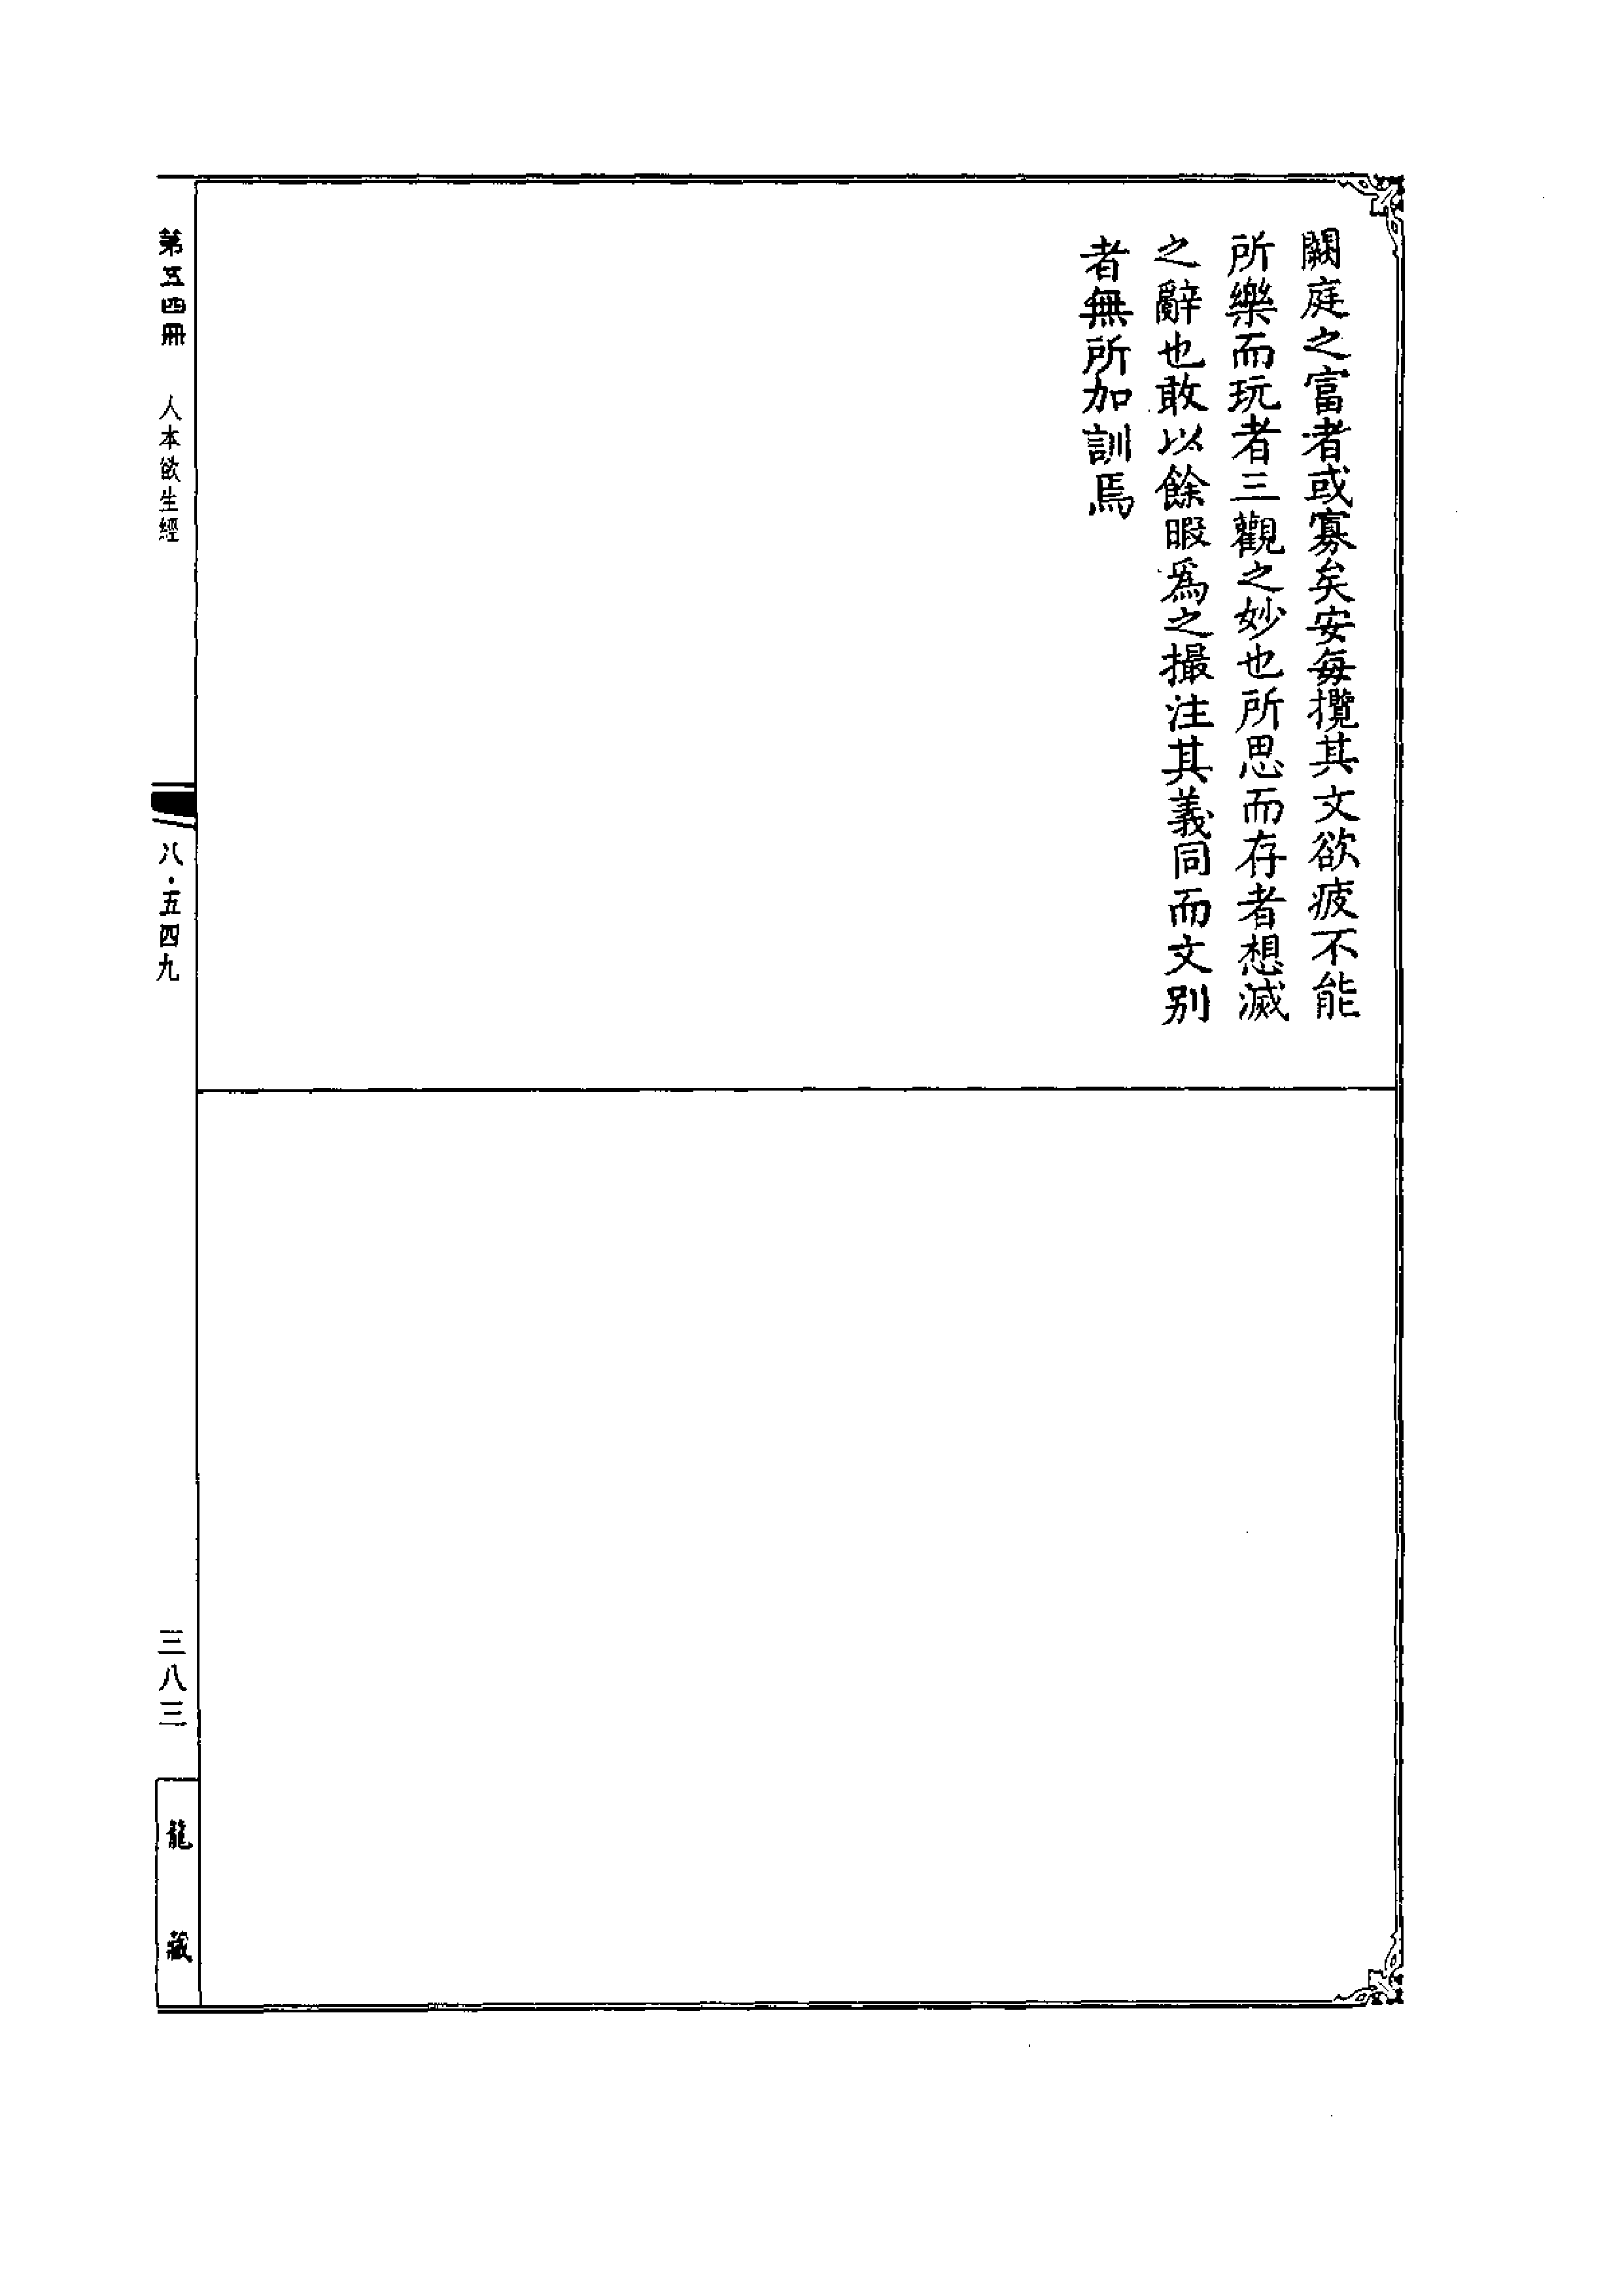 闕庭之富者或寡矣安每攬其文欲疲不能
所樂而玩者三觀之妙也所思而存者想滅
之辭也敢以餘暇爲之撮注其義同而文别
者無所加訓焉
第五四冊 人本欲生經
八·五四九
三八三
龍藏